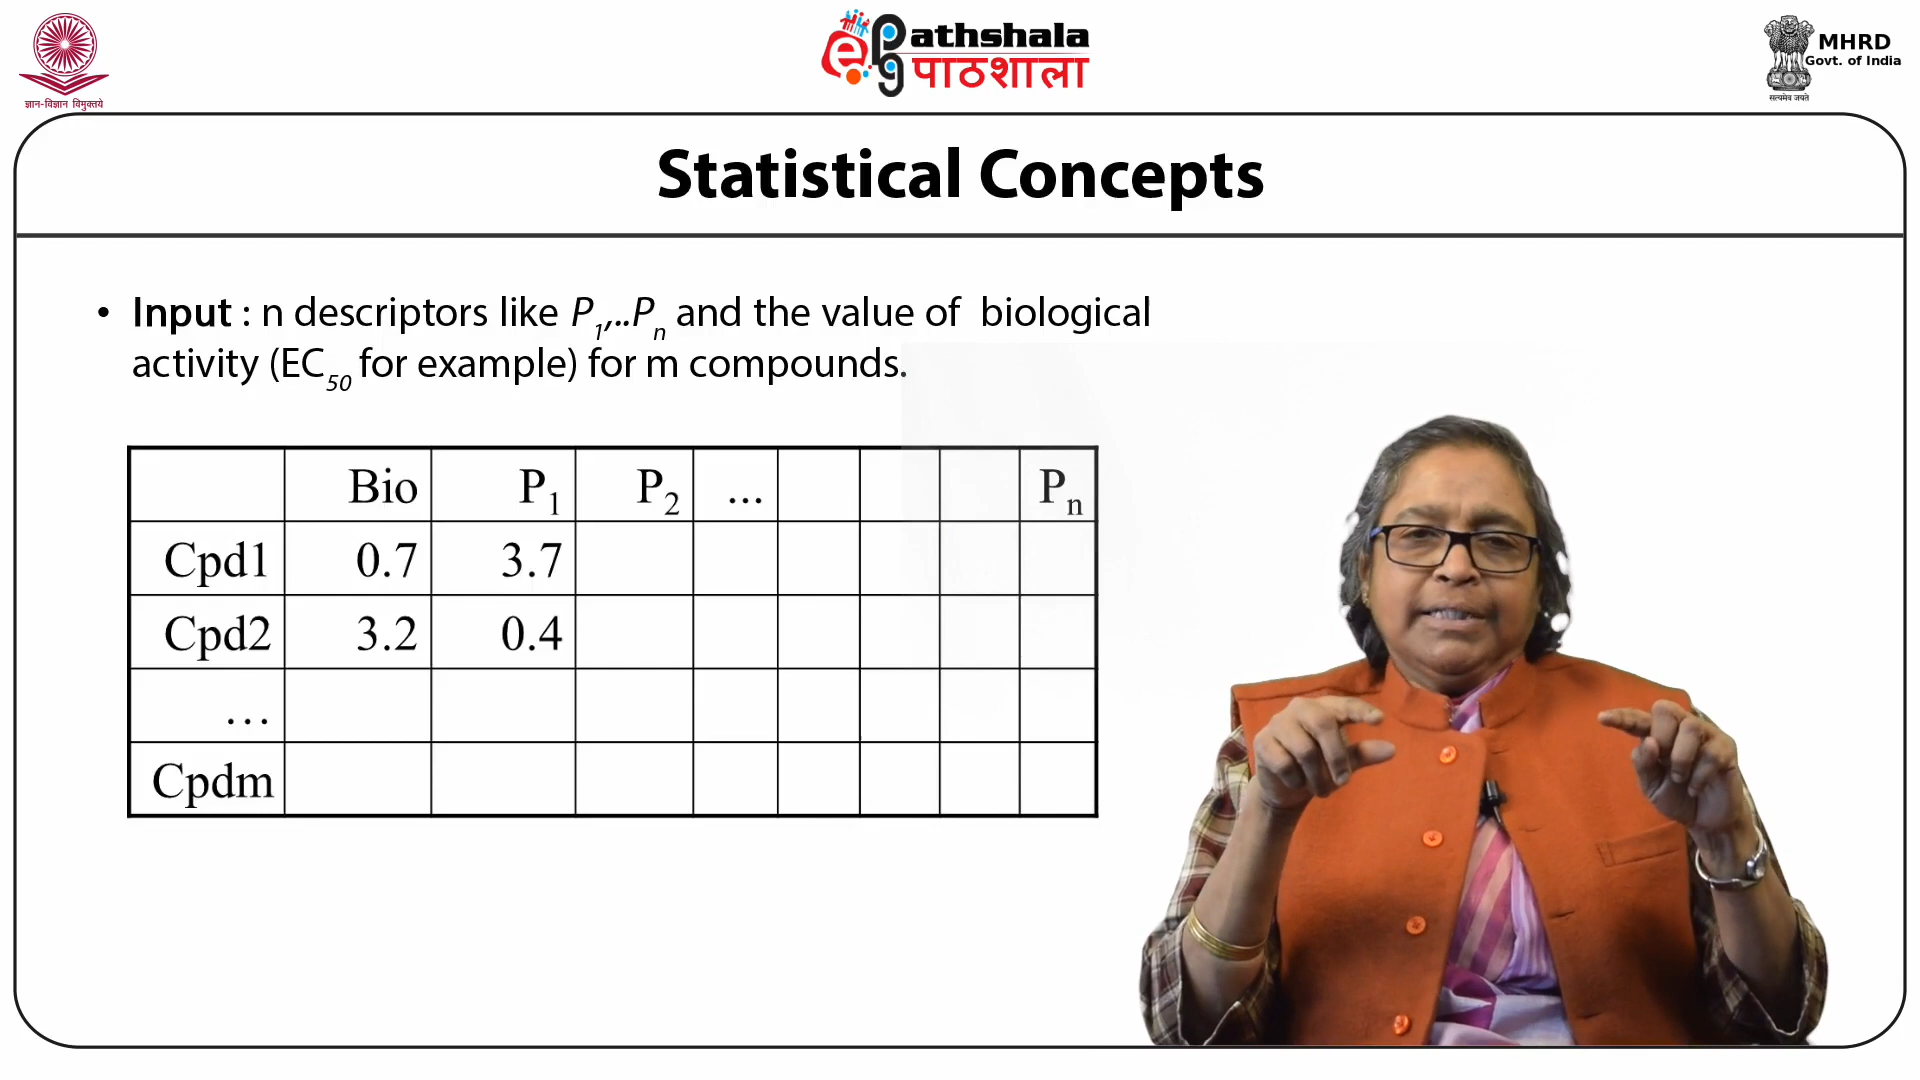 ज्ञान-विज्ञान विमुक्तये
ePathshala
पाठशाला
MHRD
Govt. of India
सत्यमेव जयते
Statistical Concepts
• Input : n descriptors like P1,..Pn and the value of biological
activity (EC50 for example) for m compounds.
Bio P1 P2 ... Pn
Cpd1 0.7 3.7
Cpd2 3.2 0.4
...
Cpdm